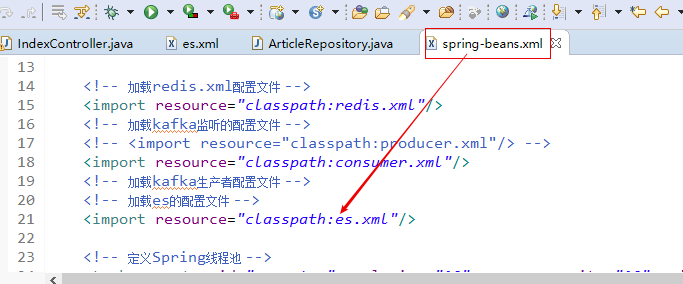 IndexController.java es.xml ArticleRepository.java spring-beans.xml
13
14 <!-- 加载redis.xml配置文件 -->
15 <import resource="classpath:redis.xml"/>
16 <!-- 加载kafka监听的配置文件 -->
17 <!-- <import resource="classpath:producer.xml"/> -->
18 <import resource="classpath:consumer.xml"/>
19 <!-- 加载kafka生产者配置文件 -->
20 <!-- 加载es的配置文件 -->
21 <import resource="classpath:es.xml"/>
22
23 <!-- 定义Spring线程池 -->